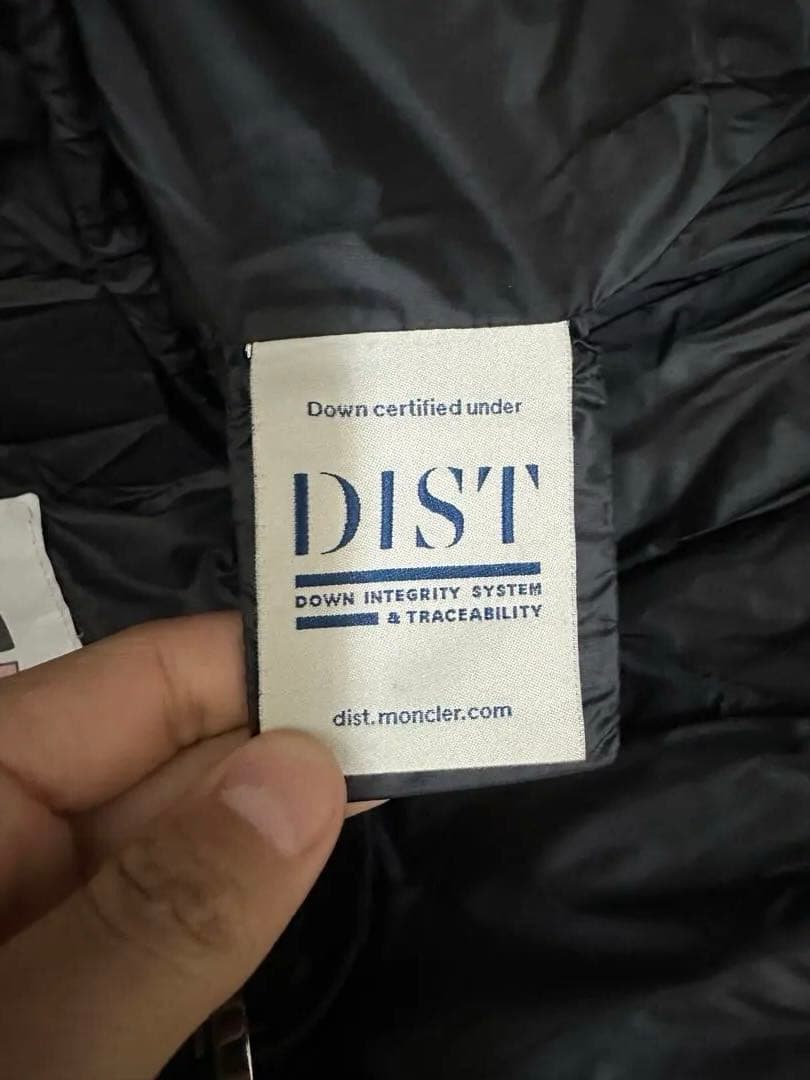 Down certified under
DIST
DOWN INTEGRITY SYSTEM
& TRACEABILITY
dist.moncler.com